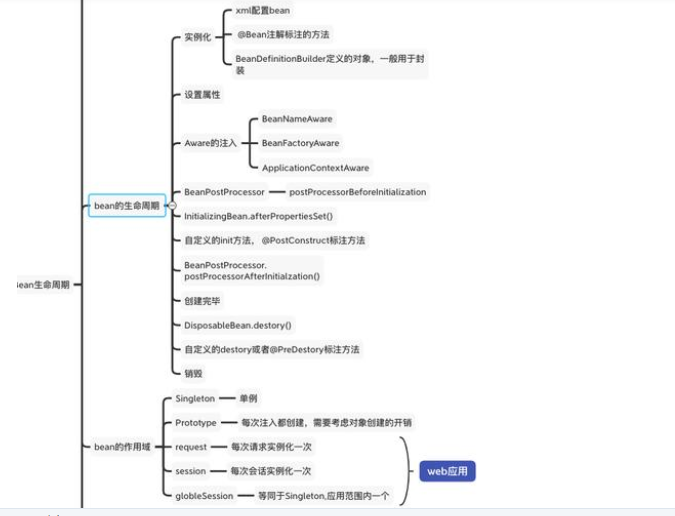 xml配置bean
实例化
@Bean注解标注的方法
BeanDefinitionBuilder定义的对象，一般用于封
装
设置属性
BeanNameAware
Aware的注入
BeanFactoryAware
ApplicationContextAware
BeanPostProcessor
postProcessorBeforeInitialization
bean的生命周期
InitializingBean.afterPropertiesSet()
自定义的init方法， @PostConstruct标注方法
BeanPostProcessor.
postProcessorAfterInitialzation()
ean生命周期
创建完毕
DisposableBean.destory()
自定义的destory或者@PreDestory标注方法
销毁
Singleton
单例
Prototype
每次注入都创建，需要考虑对象创建的开销
bean的作用域
request
每次请求实例化一次
session
每次会话实例化一次
web应用
globleSession
等同于Singleton,应用范围内一个